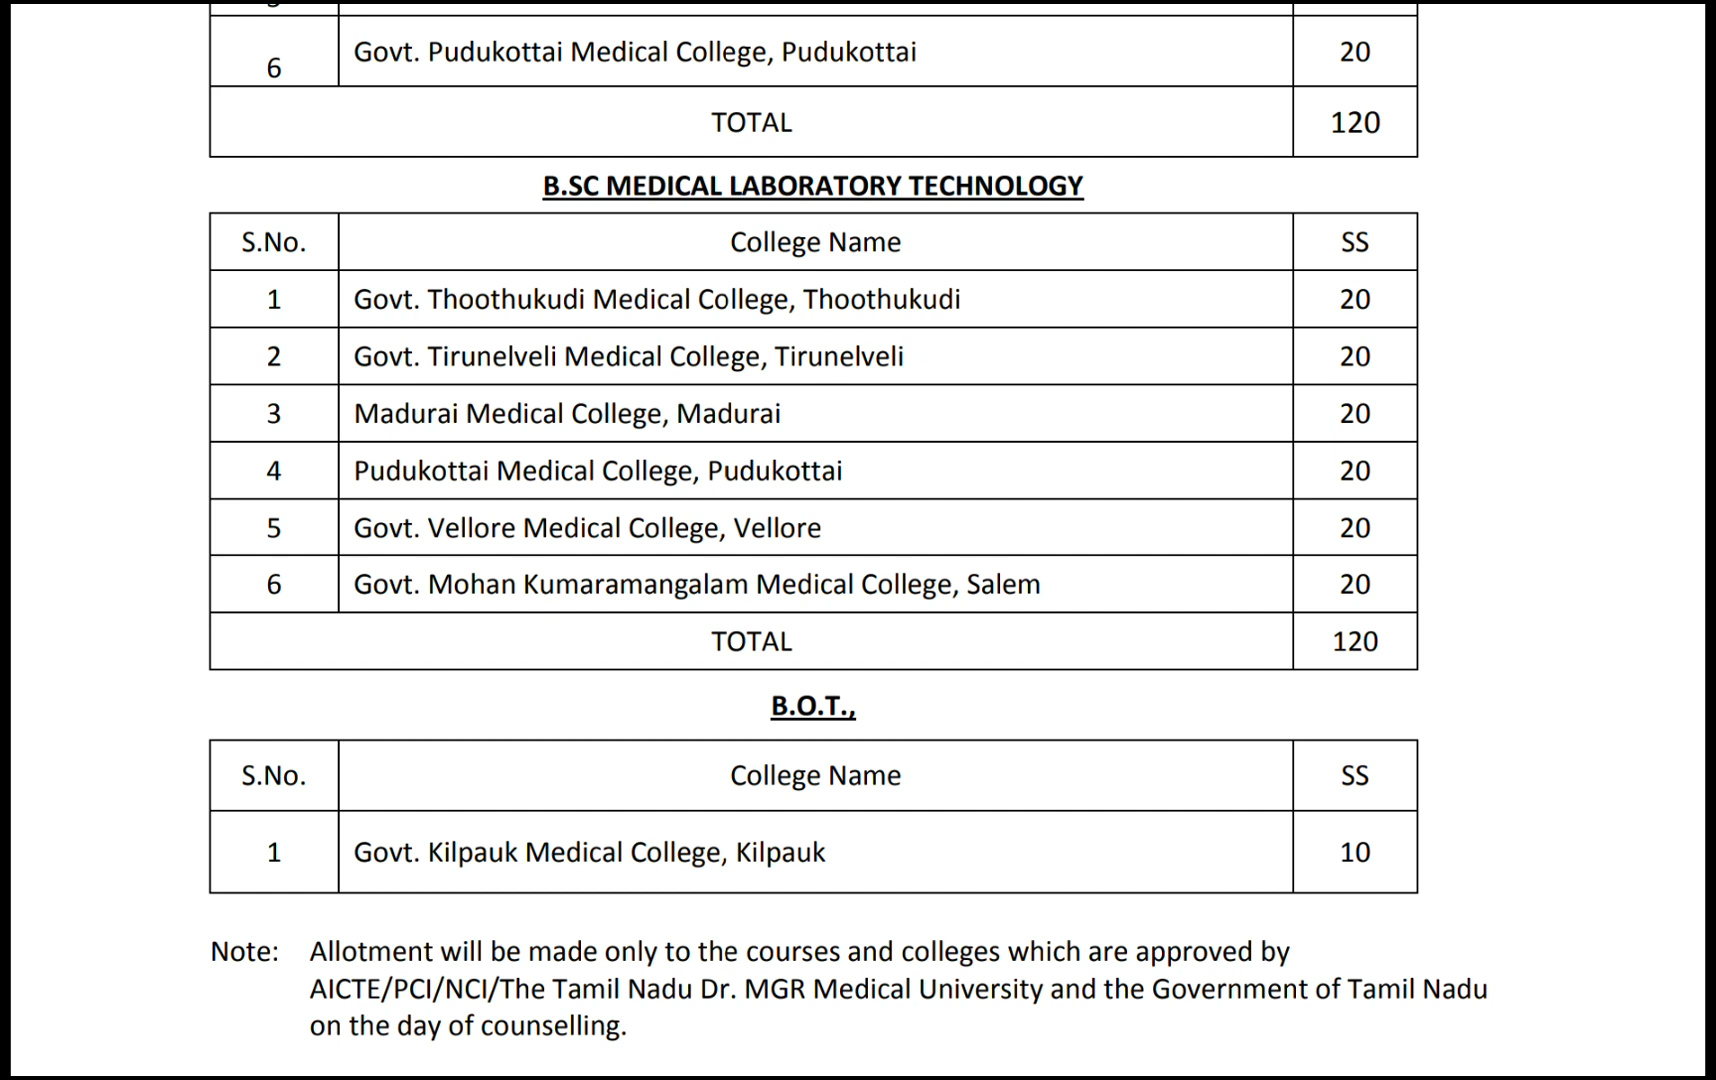 6 Govt. Pudukottai Medical College, Pudukottai 20
TOTAL 120
B.SC MEDICAL LABORATORY TECHNOLOGY
S.No. College Name SS
1 Govt. Thoothukudi Medical College, Thoothukudi 20
2 Govt. Tirunelveli Medical College, Tirunelveli 20
3 Madurai Medical College, Madurai 20
4 Pudukottai Medical College, Pudukottai 20
5 Govt. Vellore Medical College, Vellore 20
6 Govt. Mohan Kumaramangalam Medical College, Salem 20
TOTAL 120
B.O.T.,
S.No. College Name SS
1 Govt. Kilpauk Medical College, Kilpauk 10
Note: Allotment will be made only to the courses and colleges which are approved by
AICTE/PCI/NCI/The Tamil Nadu Dr. MGR Medical University and the Government of Tamil Nadu
on the day of counselling.